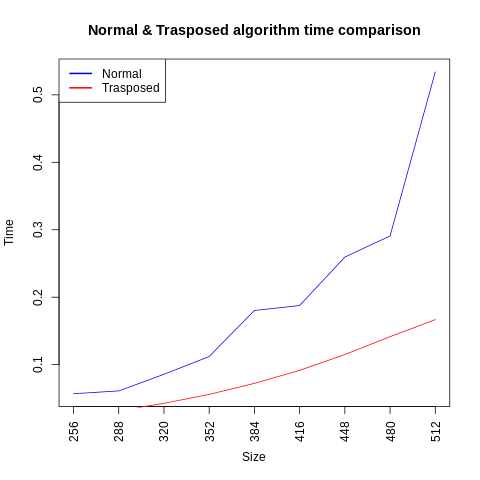 Normal & Trasposed algorithm time comparison
Normal
Trasposed
0.5
0.4
0.3
0.2
0.1
Time
256 288 320 352 384 416 448 480 512
Size